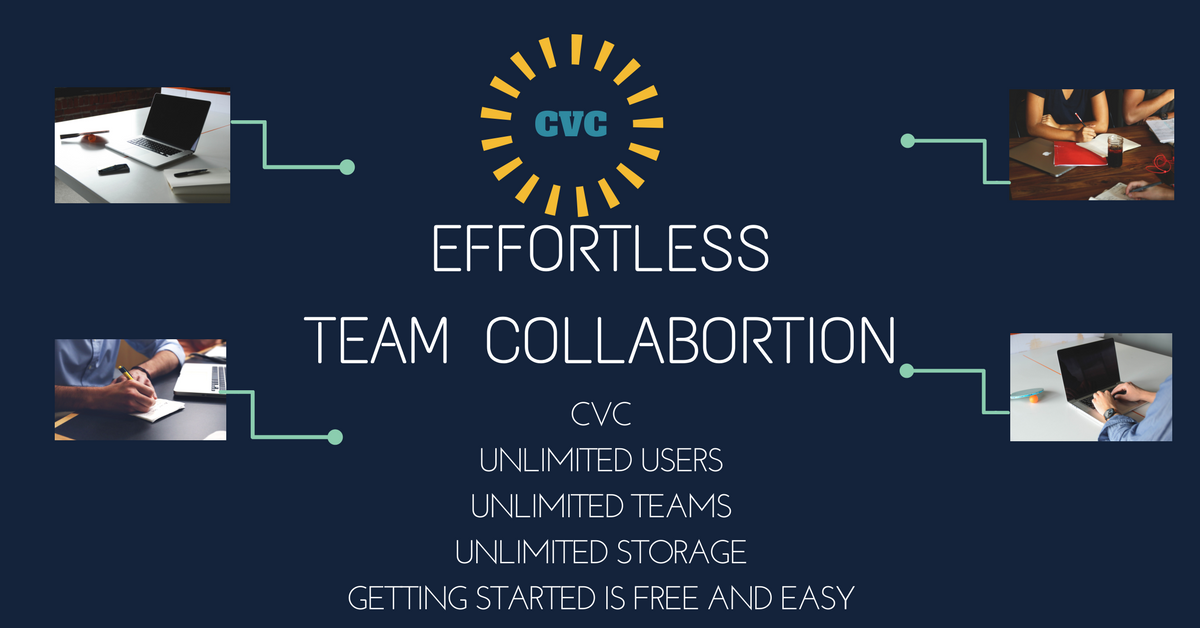 CVC
EFFORTLESS
TEAM COLLABORTION
CVC
UNLIMITED USERS
UNLIMITED TEAMS
UNLIMITED STORAGE
GETTING STARTED IS FREE AND EASY